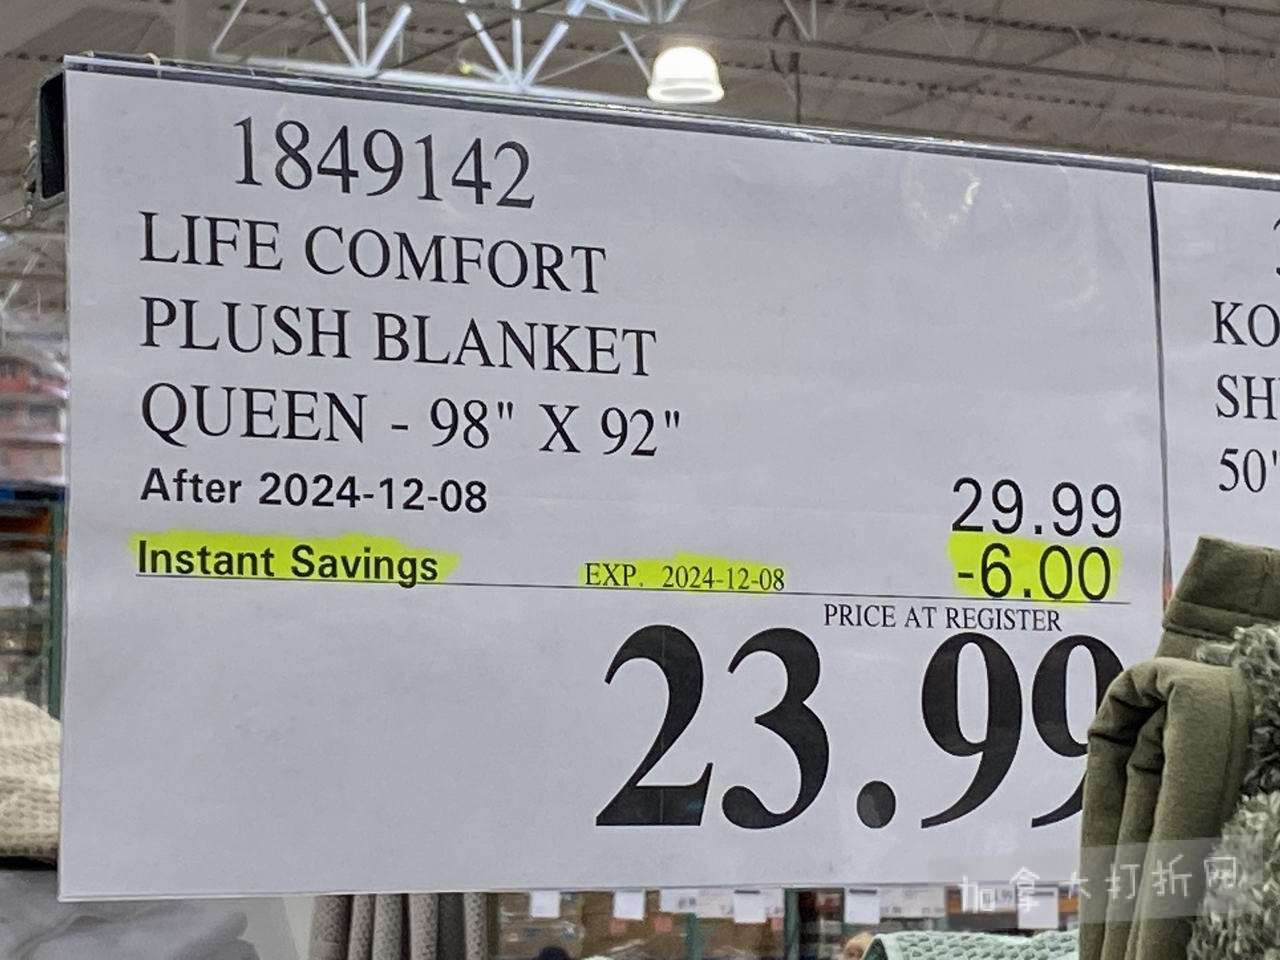 1849142
LIFE COMFORT
PLUSH BLANKET
QUEEN - 98" X 92"
After 2024-12-08 29.99
Instant Savings EXP. 2024-12-08 -6.00
PRICE AT REGISTER
23.99
KO
SH
50'
加拿大打折网